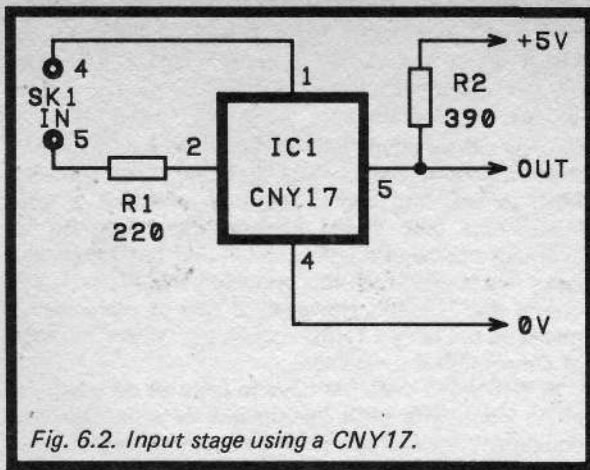 4
SK1
IN
5
R1
220
2
1
IC1
CNY17
5
4
R2
390
+5V
OUT
0V
Fig. 6.2. Input stage using a CNY17.